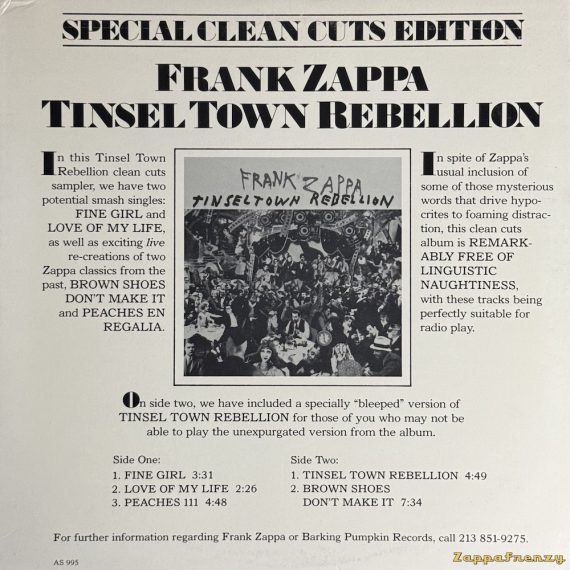 SPECIAL CLEAN CUTS EDITION
FRANK ZAPPA
TINSEL TOWN REBELLION
In this Tinsel Town
Rebellion clean cuts
sampler, we have two
potential smash singles:
FINE GIRL and
LOVE OF MY LIFE,
as well as exciting live
re-creations of two
Zappa classics from the
past, BROWN SHOES
DON'T MAKE IT
and PEACHES EN
REGALIA.
FRANK ZAPPA
TINSELTOWN REBELLION
In spite of Zappa's
usual inclusion of
some of those mysterious
words that drive hypo-
crites to foaming distrac-
tion, this clean cuts
album is REMARK-
ABLY FREE OF
LINGUISTIC
NAUGHTINESS,
with these tracks being
perfectly suitable for
radio play.
On side two, we have included a specially "bleeped" version of
TINSEL TOWN REBELLION for those of you who may not be
able to play the unexpurgated version from the album.
Side One:
1. FINE GIRL 3:31
2. LOVE OF MY LIFE 2:26
3. PEACHES 111 4:48
Side Two:
1. TINSEL TOWN REBELLION 4:49
2. BROWN SHOES
DON'T MAKE IT 7:34
For further information regarding Frank Zappa or Barking Pumpkin Records, call 213 851-9275.
AS 995
Zappafrenzy